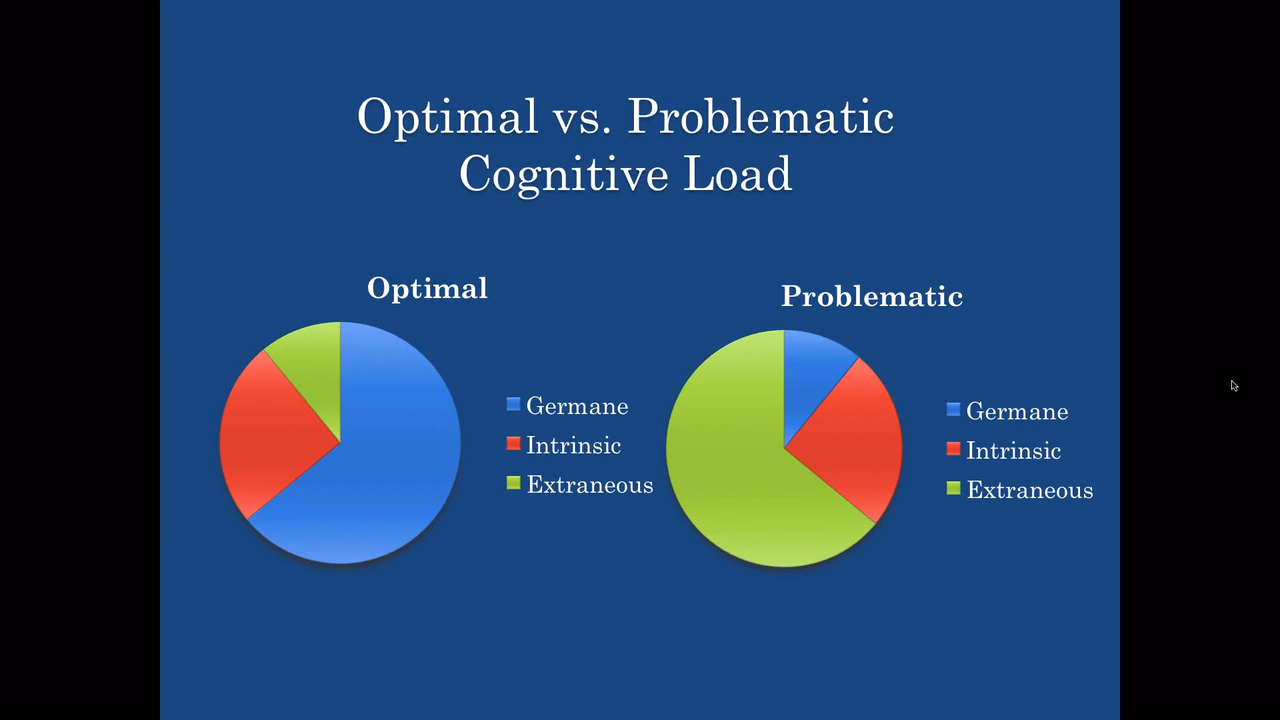 Optimal vs. Problematic
Cognitive Load
Optimal
Germane
Intrinsic
Extraneous
Problematic
Germane
Intrinsic
Extraneous